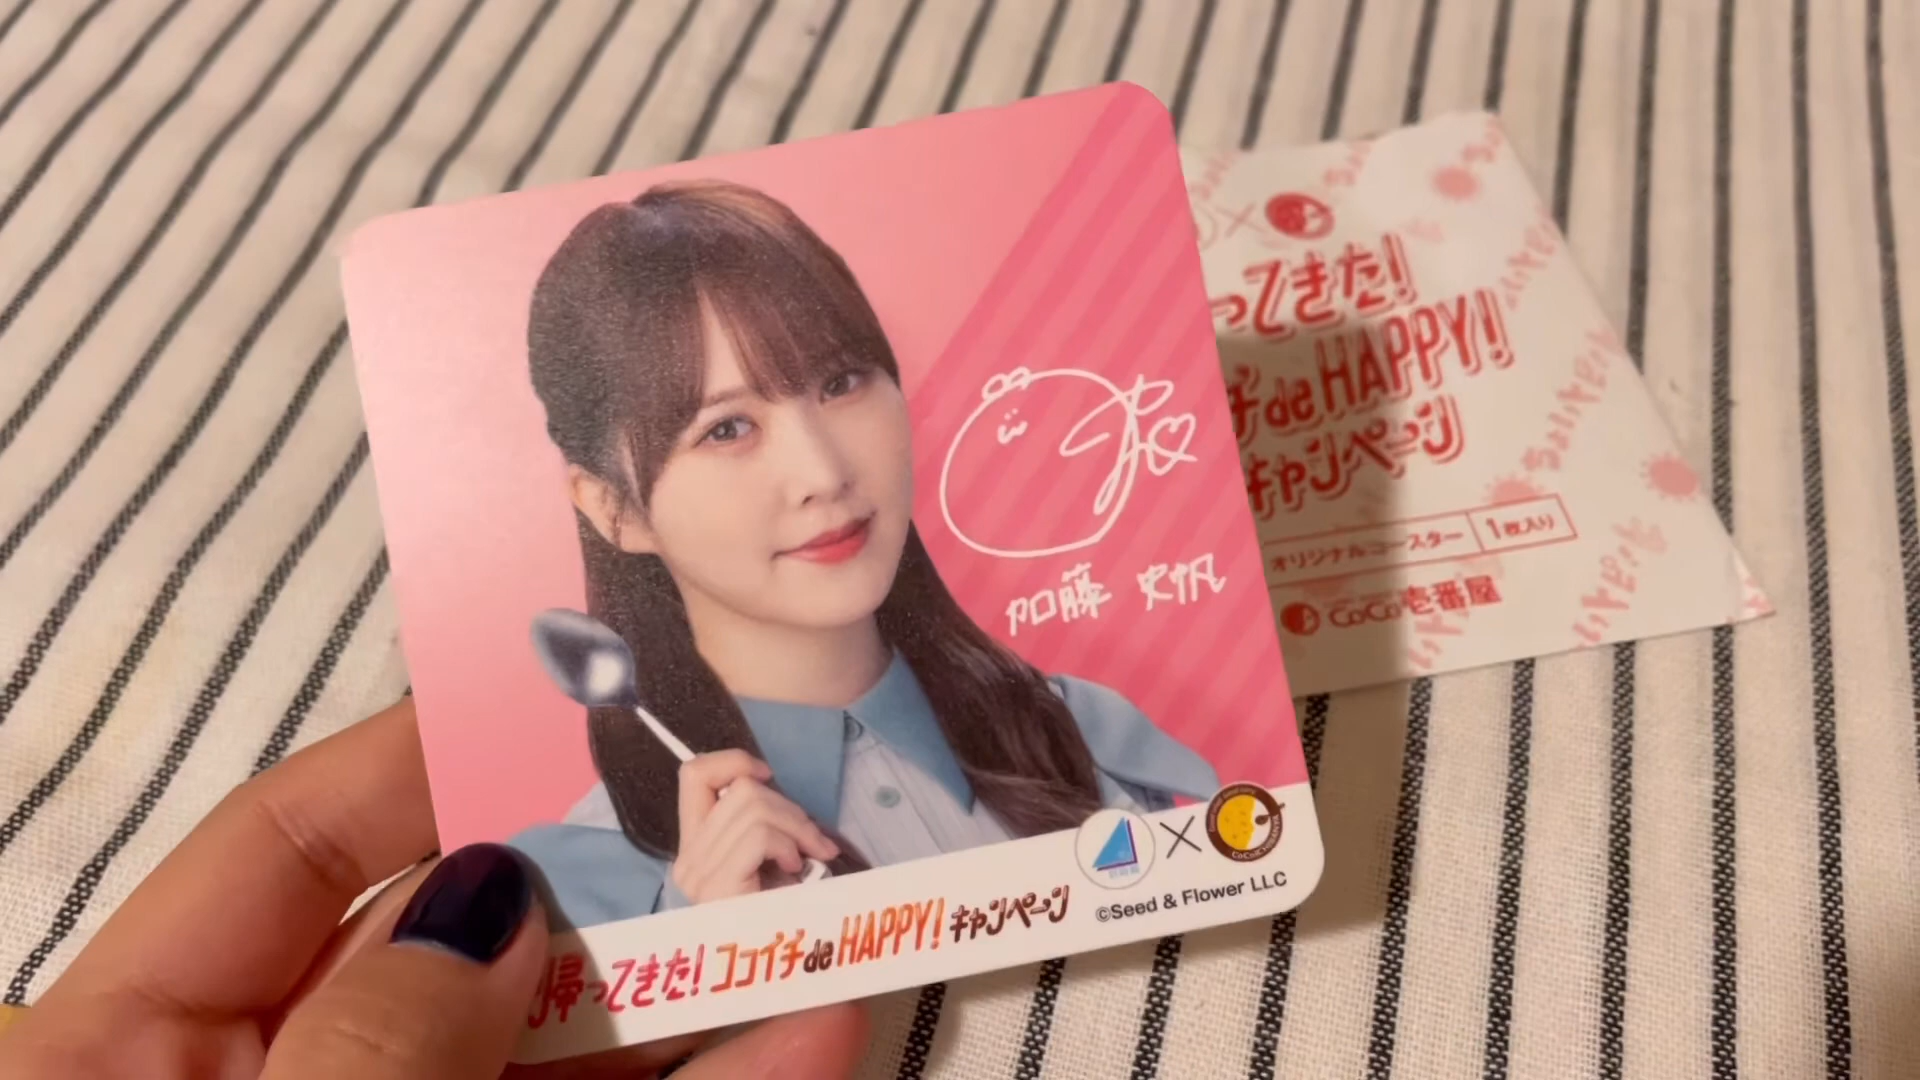 加藤 史帆
帰ってきた! ココイチ de HAPPY! キャンペーン
©Seed & Flower LLC
ってきた!
チ de HAPPY!
キャンペーン
オリジナルコースター 1枚入り
CoCo壱番屋